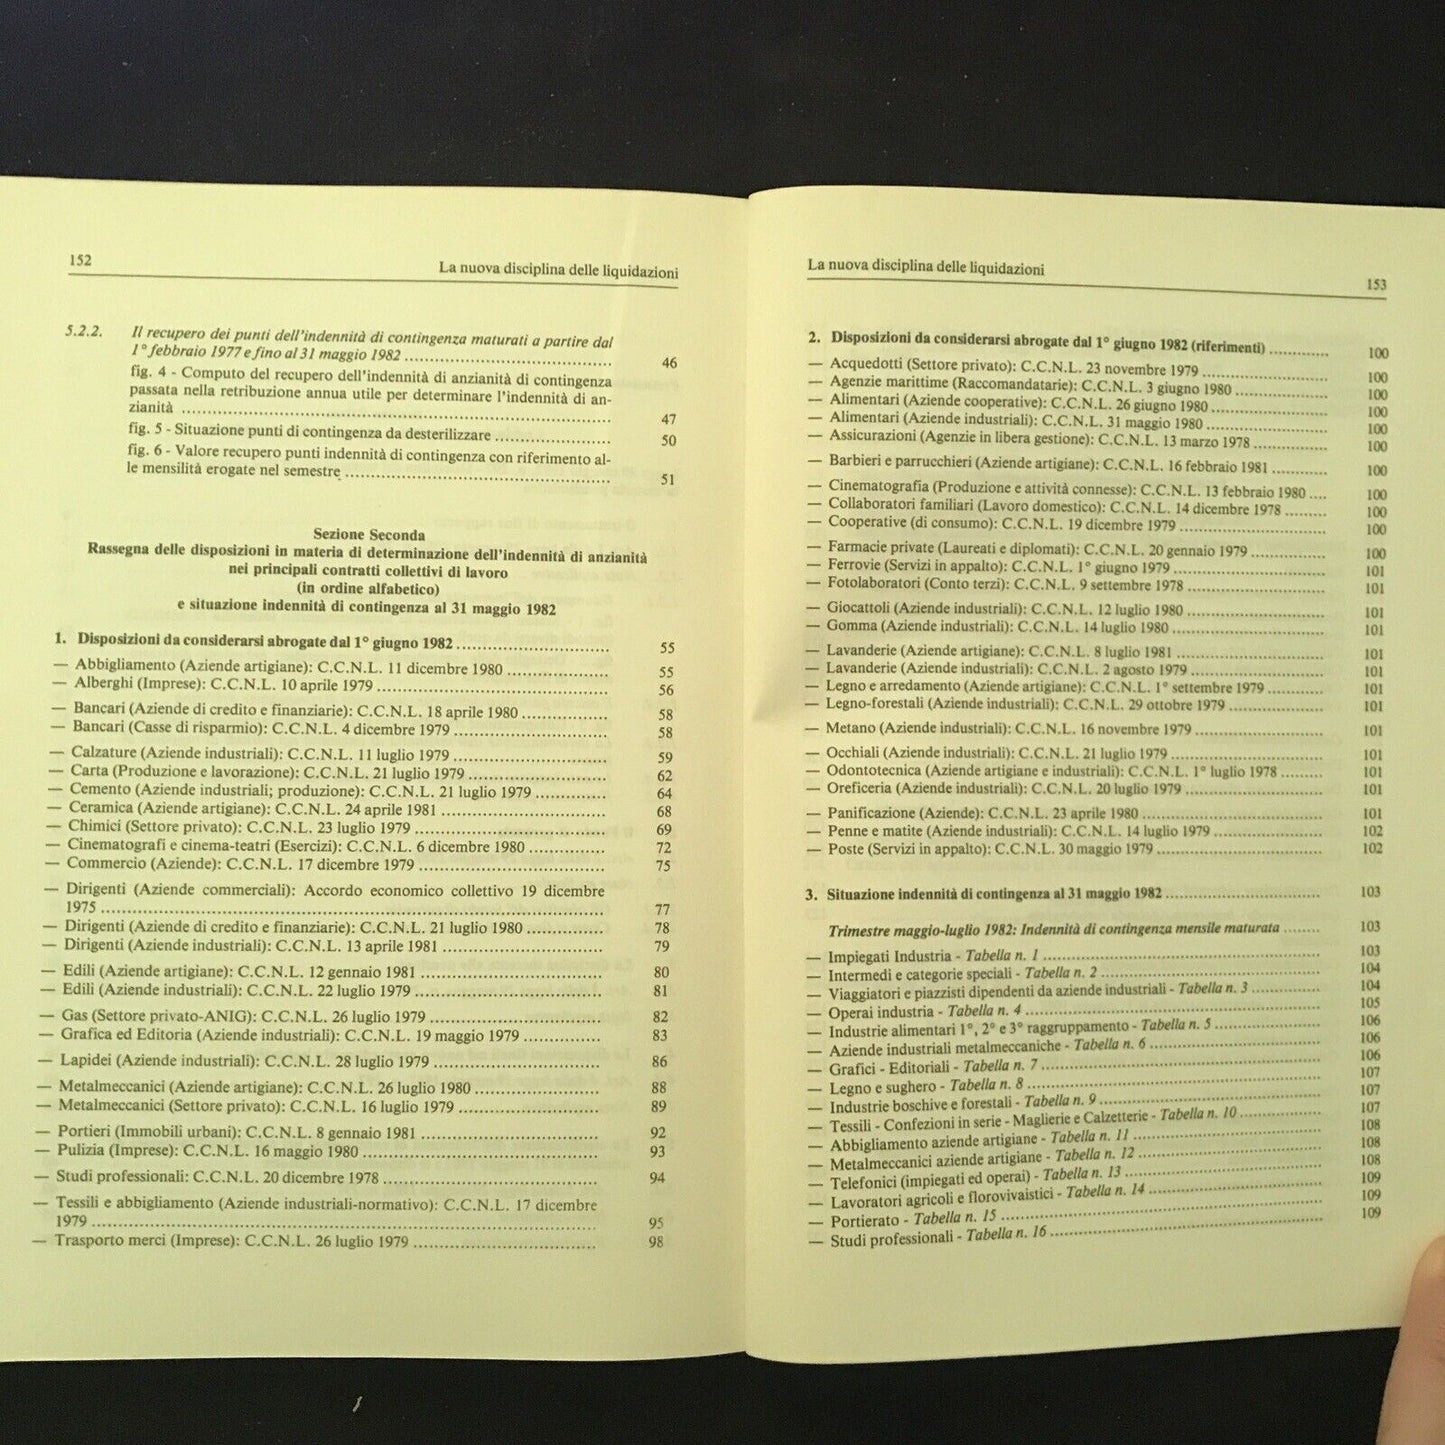 152
La nuova disciplina delle liquidazioni
5.2.2. Il recupero dei punti dell'indennità di contingenza maturati a partire dal
1° febbraio 1977 e fino al 31 maggio 1982 ........ 46
fig. 4 - Computo del recupero dell'indennità di anzianità di contingenza
passata nella retribuzione annua utile per determinare l'indennità di an-
zianità ........ 47
fig. 5 - Situazione punti di contingenza da desterilizzare ........ 50
fig. 6 - Valore recupero punti indennità di contingenza con riferimento al-
le mensilità erogate nel semestre ........ 51
Sezione Seconda
Rassegna delle disposizioni in materia di determinazione dell'indennità di anzianità
nei principali contratti collettivi di lavoro
(in ordine alfabetico)
e situazione indennità di contingenza al 31 maggio 1982
1. Disposizioni da considerarsi abrogate dal 1° giugno 1982 ........ 55
— Abbigliamento (Aziende artigiane): C.C.N.L. 11 dicembre 1980 ........ 55
— Alberghi (Imprese): C.C.N.L. 10 aprile 1979 ........ 56
— Bancari (Aziende di credito e finanziarie): C.C.N.L. 18 aprile 1980 ........ 58
— Bancari (Casse di risparmio): C.C.N.L. 4 dicembre 1979 ........ 58
— Calzature (Aziende industriali): C.C.N.L. 11 luglio 1979 ........ 59
— Carta (Produzione e lavorazione): C.C.N.L. 21 luglio 1979 ........ 62
— Cemento (Aziende industriali; produzione): C.C.N.L. 21 luglio 1979 ........ 64
— Ceramica (Aziende artigiane): C.C.N.L. 24 aprile 1981 ........ 68
— Chimici (Settore privato): C.C.N.L. 23 luglio 1979 ........ 69
— Cinematografi e cinema-teatri (Esercizi): C.C.N.L. 6 dicembre 1980 ........ 72
— Commercio (Aziende): C.C.N.L. 17 dicembre 1979 ........ 75
— Dirigenti (Aziende commerciali): Accordo economico collettivo 19 dicembre
1975 ........ 77
— Dirigenti (Aziende di credito e finanziarie): C.C.N.L. 21 luglio 1980 ........ 78
— Dirigenti (Aziende industriali): C.C.N.L. 13 aprile 1981 ........ 79
— Edili (Aziende artigiane): C.C.N.L. 12 gennaio 1981 ........ 80
— Edili (Aziende industriali): C.C.N.L. 22 luglio 1979 ........ 81
— Gas (Settore privato-ANIG): C.C.N.L. 26 luglio 1979 ........ 82
— Grafica ed Editoria (Aziende industriali): C.C.N.L. 19 maggio 1979 ........ 83
— Lapidei (Aziende industriali): C.C.N.L. 28 luglio 1979 ........ 86
— Metalmeccanici (Aziende artigiane): C.C.N.L. 26 luglio 1980 ........ 88
— Metalmeccanici (Settore privato): C.C.N.L. 16 luglio 1979 ........ 89
— Portieri (Immobili urbani): C.C.N.L. 8 gennaio 1981 ........ 92
— Pulizia (Imprese): C.C.N.L. 16 maggio 1980 ........ 93
— Studi professionali: C.C.N.L. 20 dicembre 1978 ........ 94
— Tessili e abbigliamento (Aziende industriali-normativo): C.C.N.L. 17 dicembre
1979 ........ 95
— Trasporto merci (Imprese): C.C.N.L. 26 luglio 1979 ........ 98
La nuova disciplina delle liquidazioni
153
2. Disposizioni da considerarsi abrogate dal 1° giugno 1982 (riferimenti) ........ 100
— Acquedotti (Settore privato): C.C.N.L. 23 novembre 1979 ........ 100
— Agenzie marittime (Raccomandatarie): C.C.N.L. 3 giugno 1980 ........ 100
— Alimentari (Aziende cooperative): C.C.N.L. 26 giugno 1980 ........ 100
— Alimentari (Aziende industriali): C.C.N.L. 31 maggio 1980 ........ 100
— Assicurazioni (Agenzie in libera gestione): C.C.N.L. 13 marzo 1978 ........ 100
— Barbieri e parrucchieri (Aziende artigiane): C.C.N.L. 16 febbraio 1981 ........ 100
— Cinematografia (Produzione e attività connesse): C.C.N.L. 13 febbraio 1980 .... 100
— Collaboratori familiari (Lavoro domestico): C.C.N.L. 14 dicembre 1978 ........ 100
— Cooperative (di consumo): C.C.N.L. 19 dicembre 1979 ........ 100
— Farmacie private (Laureati e diplomati): C.C.N.L. 20 gennaio 1979 ........ 100
— Ferrovie (Servizi in appalto): C.C.N.L. 1° giugno 1979 ........ 101
— Fotolaboratori (Conto terzi): C.C.N.L. 9 settembre 1978 ........ 101
— Giocattoli (Aziende industriali): C.C.N.L. 12 luglio 1980 ........ 101
— Gomma (Aziende industriali): C.C.N.L. 14 luglio 1980 ........ 101
— Lavanderie (Aziende artigiane): C.C.N.L. 8 luglio 1981 ........ 101
— Lavanderie (Aziende industriali): C.C.N.L. 2 agosto 1979 ........ 101
— Legno e arredamento (Aziende artigiane): C.C.N.L. 1° settembre 1979 ........ 101
— Legno-forestali (Aziende industriali): C.C.N.L. 29 ottobre 1979 ........ 101
— Metano (Aziende industriali): C.C.N.L. 16 novembre 1979 ........ 101
— Occhiali (Aziende industriali): C.C.N.L. 21 luglio 1979 ........ 101
— Odontotecnica (Aziende artigiane e industriali): C.C.N.L. 1° luglio 1978 ........ 101
— Oreficeria (Aziende industriali): C.C.N.L. 20 luglio 1979 ........ 101
— Panificazione (Aziende): C.C.N.L. 23 aprile 1980 ........ 101
— Penne e matite (Aziende industriali): C.C.N.L. 14 luglio 1979 ........ 102
— Poste (Servizi in appalto): C.C.N.L. 30 maggio 1979 ........ 102
3. Situazione indennità di contingenza al 31 maggio 1982 ........ 103
Trimestre maggio-luglio 1982: Indennità di contingenza mensile maturata ........ 103
— Impiegati Industria - Tabella n. 1 ........ 103
— Intermedi e categorie speciali - Tabella n. 2 ........ 104
— Viaggiatori e piazzisti dipendenti da aziende industriali - Tabella n. 3 ........ 104
— Operai industria - Tabella n. 4 ........ 105
— Industrie alimentari 1°, 2° e 3° raggruppamento - Tabella n. 5 ........ 106
— Aziende industriali metalmeccaniche - Tabella n. 6 ........ 106
— Grafici - Editoriali - Tabella n. 7 ........ 106
— Legno e sughero - Tabella n. 8 ........ 107
— Industrie boschive e forestali - Tabella n. 9 ........ 107
— Tessili - Confezioni in serie - Maglierie e Calzetterie - Tabella n. 10 ........ 107
— Abbigliamento aziende artigiane - Tabella n. 11 ........ 108
— Metalmeccanici aziende artigiane - Tabella n. 12 ........ 108
— Telefonici (impiegati ed operai) - Tabella n. 13 ........ 108
— Lavoratori agricoli e florovivaistici - Tabella n. 14 ........ 109
— Portierato - Tabella n. 15 ........ 109
— Studi professionali - Tabella n. 16 ........ 109